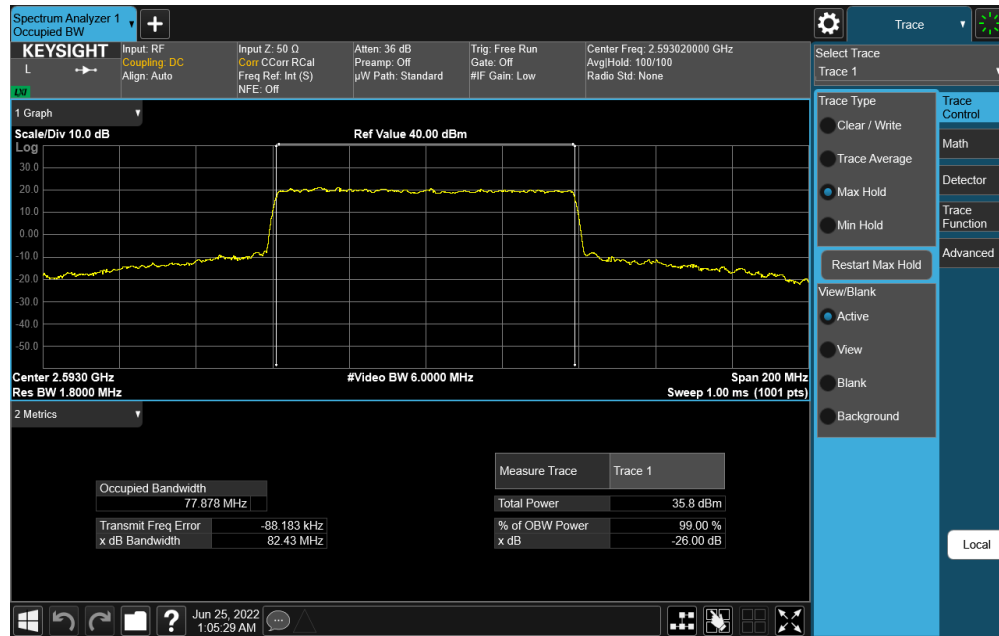 Spectrum Analyzer 1
Occupied BW
+
Trace
KEYSIGHT
L
LXI
Input: RF
Coupling: DC
Align: Auto
Input Z: 50 Ω
Corr CCorr RCal
Freq Ref: Int (S)
NFE: Off
Atten: 36 dB
Preamp: Off
µW Path: Standard
Trig: Free Run
Gate: Off
#IF Gain: Low
Center Freq: 2.593020000 GHz
Avg|Hold: 100/100
Radio Std: None
Select Trace
Trace 1
1 Graph
Scale/Div 10.0 dB
Ref Value 40.00 dBm
Log
30.0
20.0
10.0
0.00
-10.0
-20.0
-30.0
-40.0
-50.0
Center 2.5930 GHz
#Video BW 6.0000 MHz
Span 200 MHz
Res BW 1.8000 MHz
Sweep 1.00 ms (1001 pts)
2 Metrics
Occupied Bandwidth
77.878 MHz
Transmit Freq Error -88.183 kHz
x dB Bandwidth 82.43 MHz
Measure Trace Trace 1
Total Power 35.8 dBm
% of OBW Power 99.00 %
x dB -26.00 dB
Trace Type
Clear / Write
Trace Average
Max Hold
Min Hold
Restart Max Hold
View/Blank
Active
View
Blank
Background
Trace
Control
Math
Detector
Trace
Function
Advanced
Local
?
Jun 25, 2022
1:05:29 AM